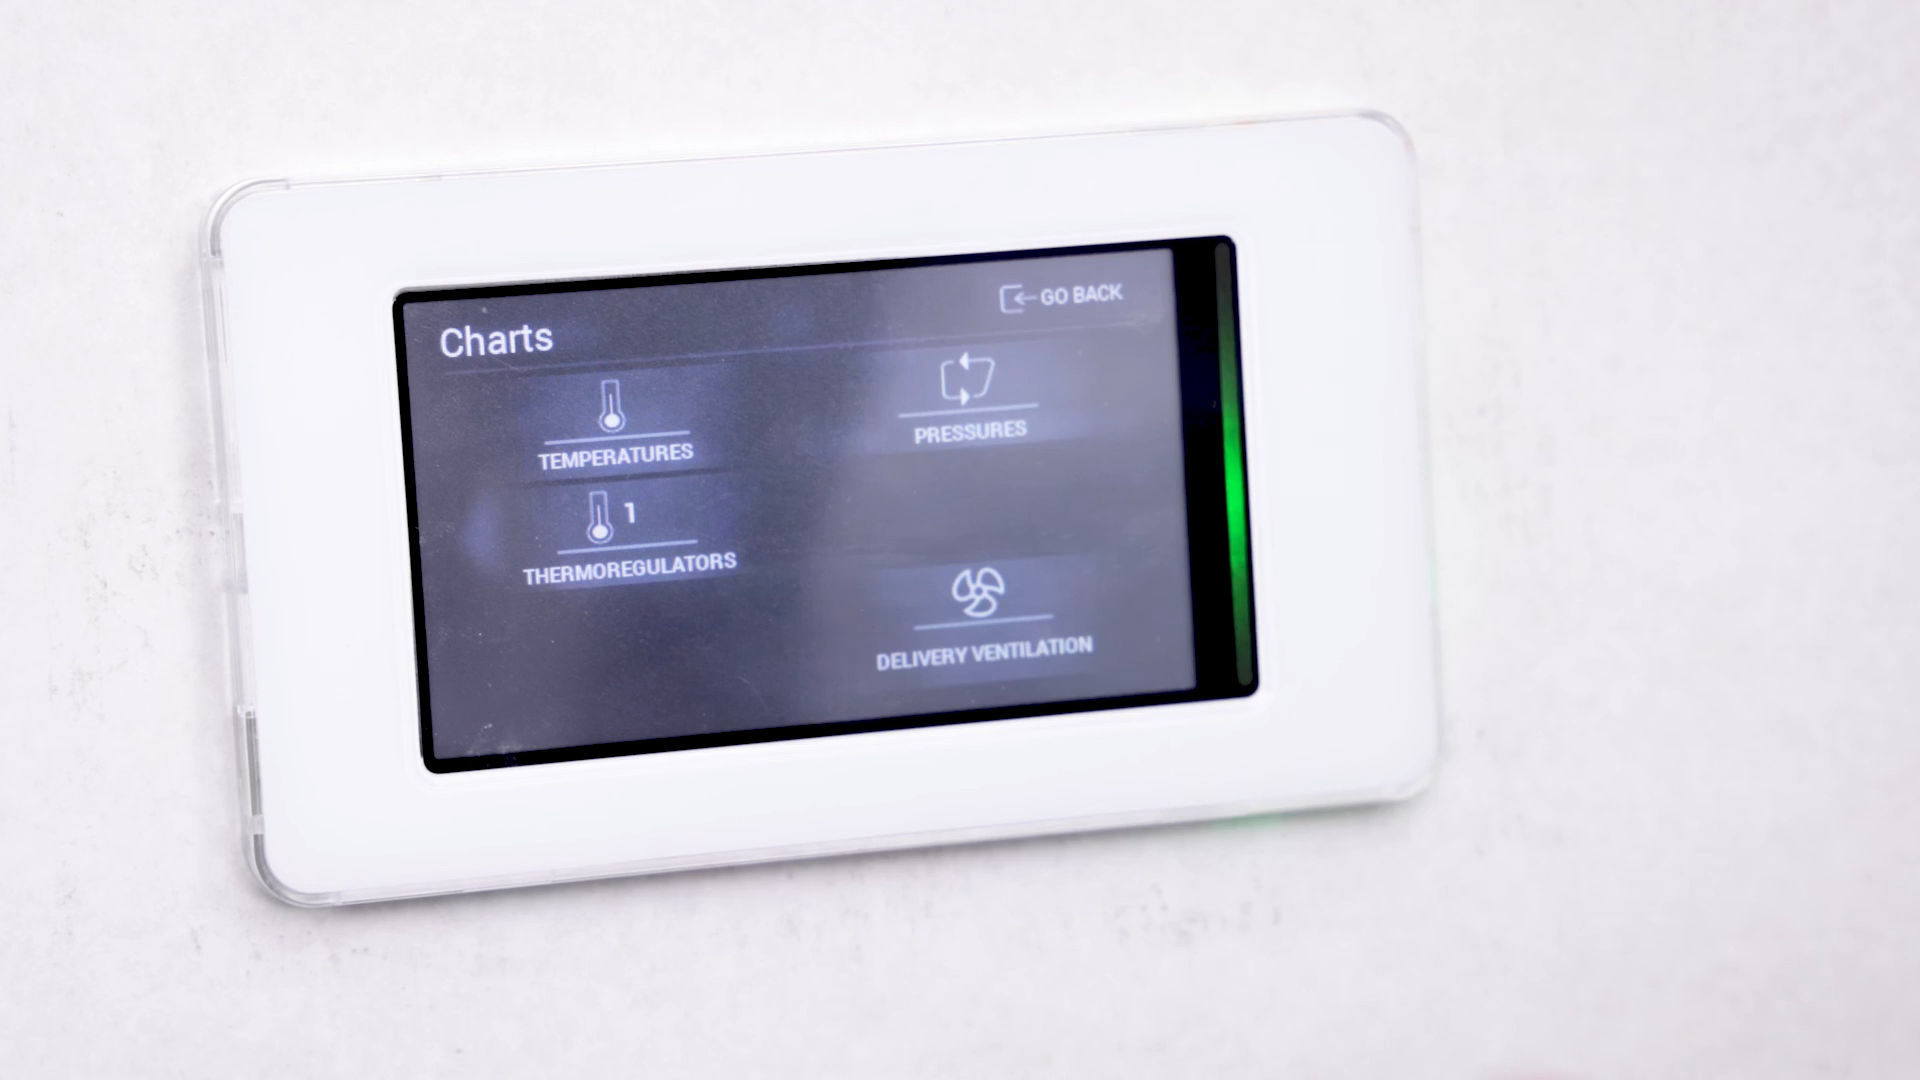 Charts
GO BACK
TEMPERATURES
PRESSURES
1
THERMOREGULATORS
DELIVERY VENTILATION